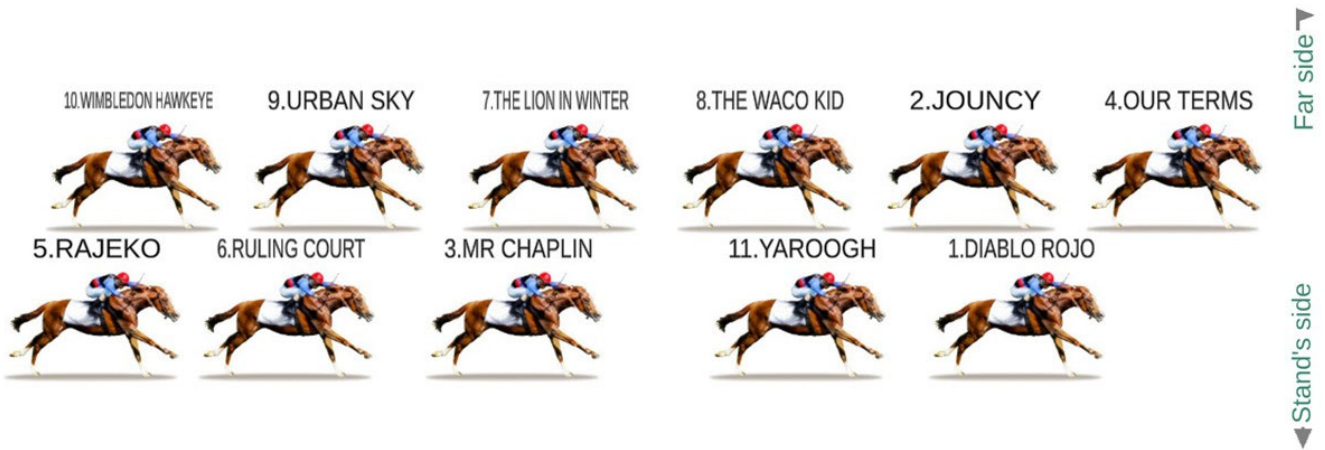 10.WIMBLEDON HAWKEYE
9.URBAN SKY
7.THE LION IN WINTER
8.THE WACO KID
2.JOUNCY
4.OUR TERMS
5.RAJEKO
6.RULING COURT
3.MR CHAPLIN
11.YAROOGH
1.DIABLO ROJO
Far side
Stand's side